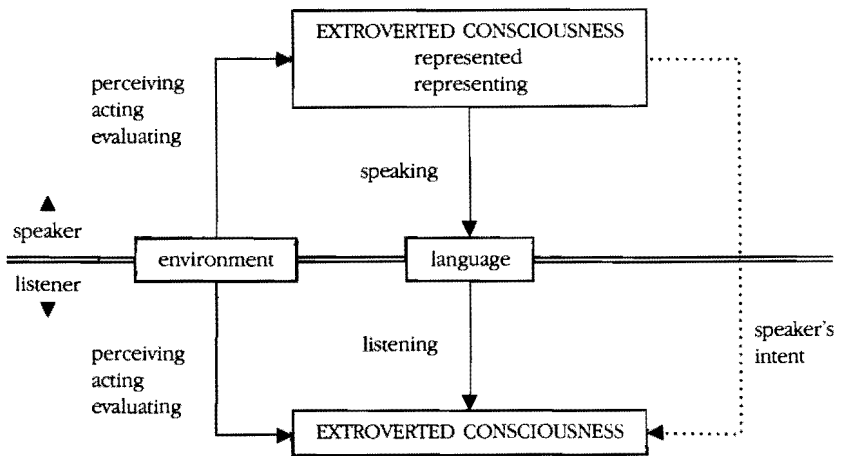 EXTROVERTED CONSCIOUSNESS
represented
representing
perceiving
acting
evaluating
speaking
speaker
environment
language
listener
listening
speaker's
intent
perceiving
acting
evaluating
EXTROVERTED CONSCIOUSNESS